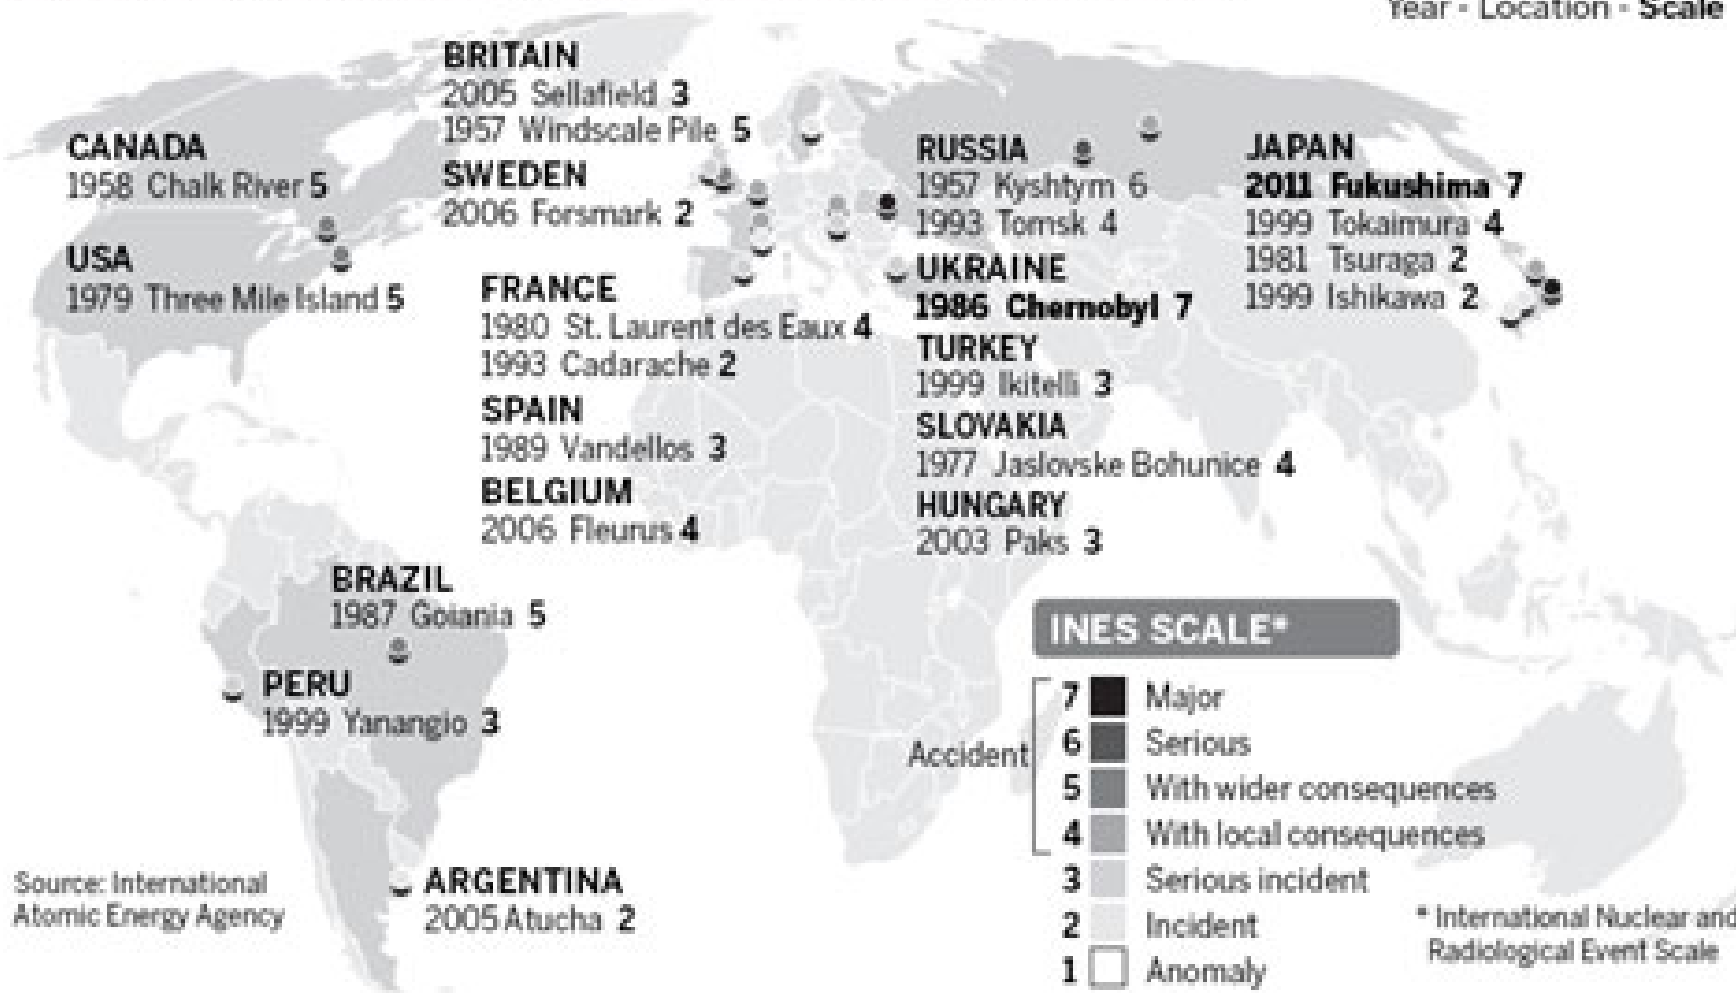 Year - Location - Scale
BRITAIN
2005 Sellafield 3
1957 Windscale Pile 5
CANADA
1958 Chalk River 5
SWEDEN
2006 Forsmark 2
RUSSIA
1957 Kyshtym 6
1993 Tomsk 4
JAPAN
2011 Fukushima 7
1999 Tokaimura 4
1981 Tsuraga 2
1999 Ishikawa 2
USA
1979 Three Mile Island 5
FRANCE
1980 St. Laurent des Eaux 4
1993 Cadarache 2
UKRAINE
1986 Chernobyl 7
TURKEY
1999 Ikitelli 3
SPAIN
1989 Vandellos 3
SLOVAKIA
1977 Jaslovske Bohunice 4
BELGIUM
2006 Fleurus 4
HUNGARY
2003 Paks 3
BRAZIL
1987 Goiania 5
PERU
1999 Yanangio 3
ARGENTINA
2005 Atucha 2
INES SCALE*
Accident
7 Major
6 Serious
5 With wider consequences
4 With local consequences
3 Serious incident
2 Incident
1 Anomaly
Source: International
Atomic Energy Agency
* International Nuclear and
Radiological Event Scale